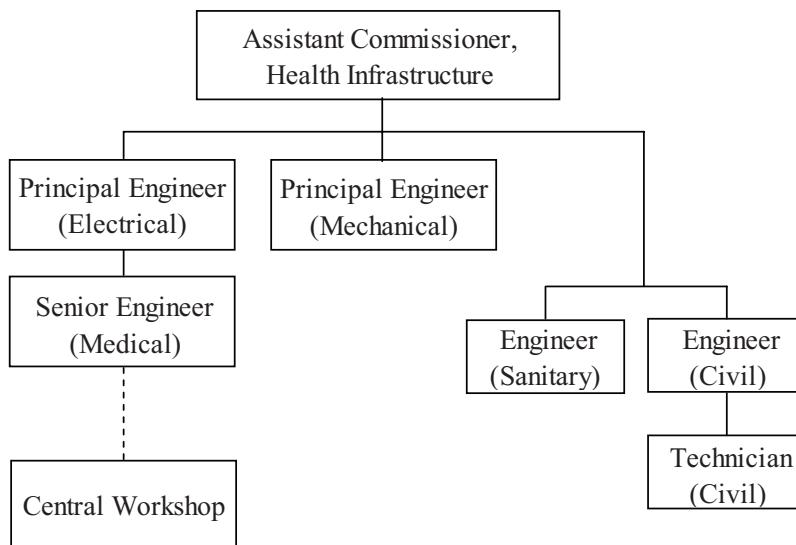 Assistant Commissioner,
Health Infrastructure
Principal Engineer
(Electrical)
Principal Engineer
(Mechanical)
Senior Engineer
(Medical)
Engineer
(Sanitary)
Engineer
(Civil)
Technician
(Civil)
Central Workshop